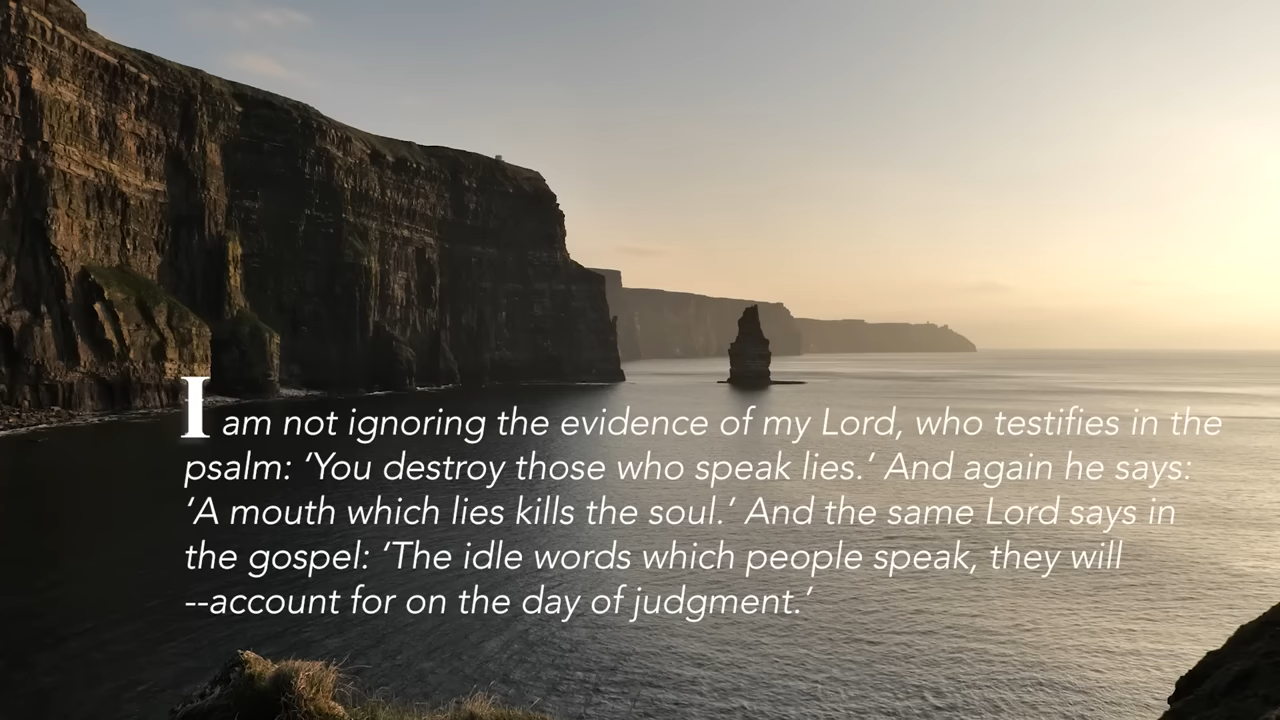 I am not ignoring the evidence of my Lord, who testifies in the
psalm: ‘You destroy those who speak lies.’ And again he says:
‘A mouth which lies kills the soul.’ And the same Lord says in
the gospel: ‘The idle words which people speak, they will
--account for on the day of judgment.’